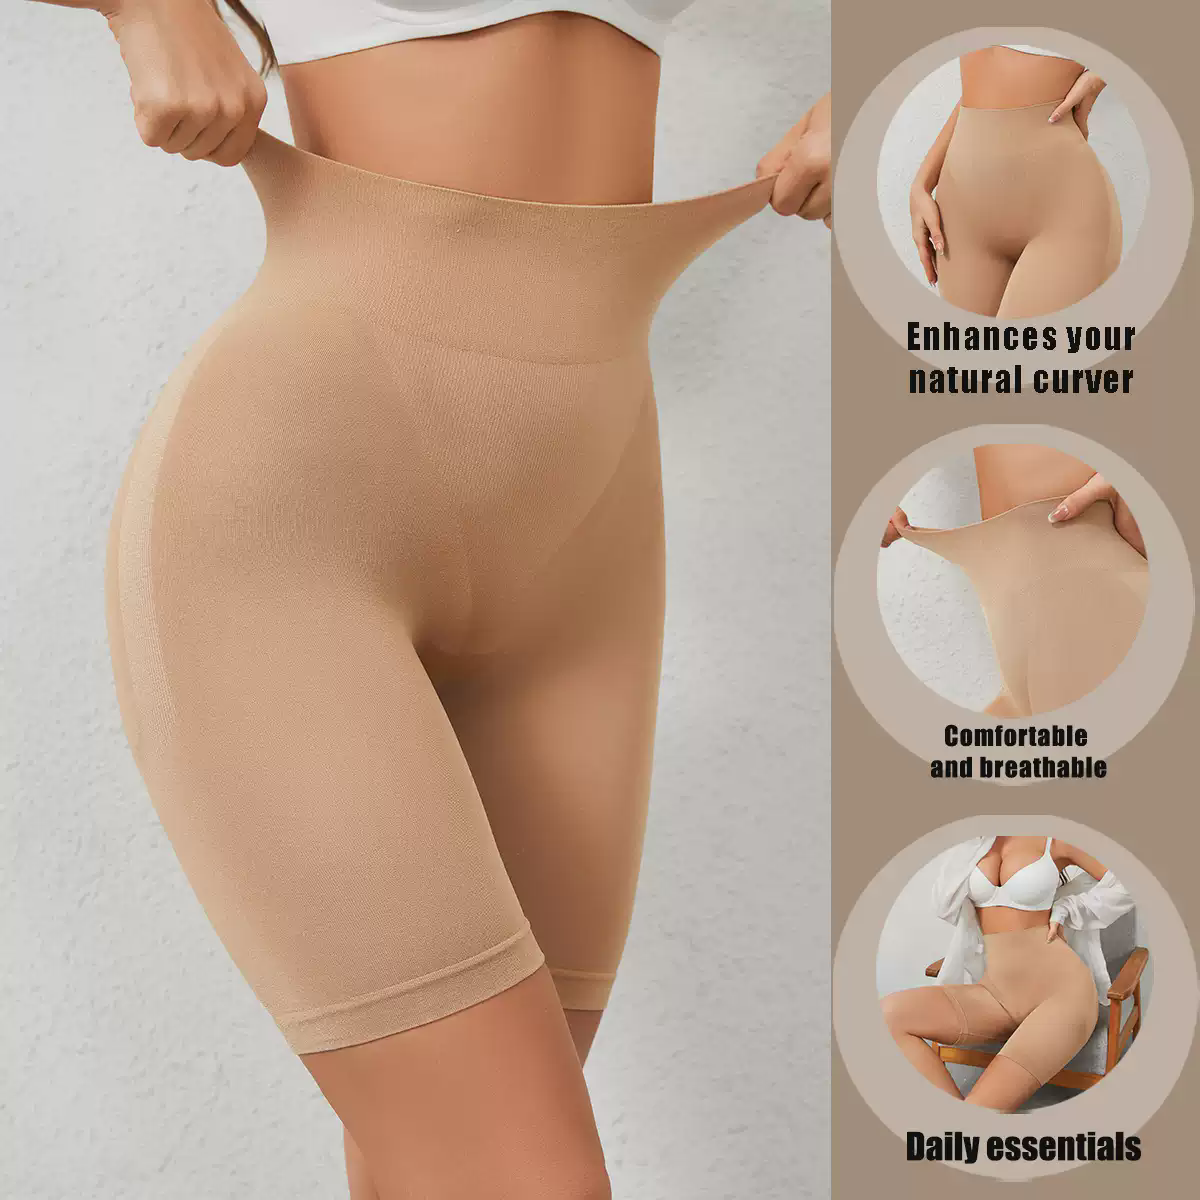 Enhances your
natural curver
Comfortable
and breathable
Daily essentials